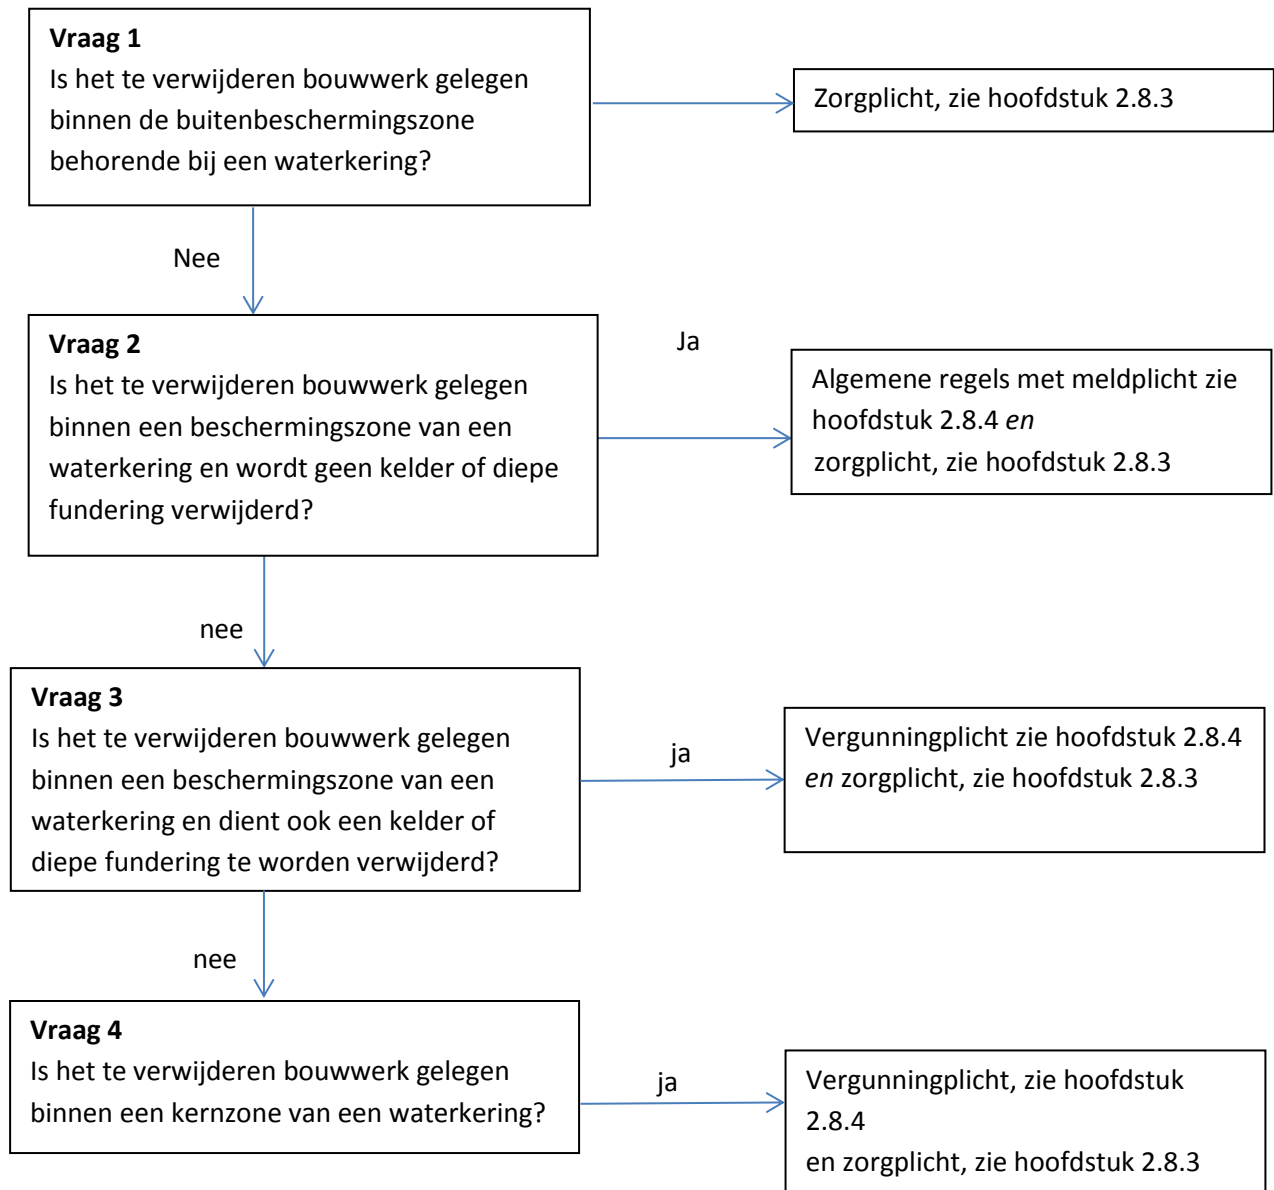 Vraag 1
Is het te verwijderen bouwwerk gelegen
binnen de buitenbeschermingszone
behorende bij een waterkering?
Zorgplicht, zie hoofdstuk 2.8.3
Nee
Vraag 2
Is het te verwijderen bouwwerk gelegen
binnen een beschermingszone van een
waterkering en wordt geen kelder of diepe
fundering verwijderd?
Ja
Algemene regels met meldplicht zie
hoofdstuk 2.8.4 en
zorgplicht, zie hoofdstuk 2.8.3
nee
Vraag 3
Is het te verwijderen bouwwerk gelegen
binnen een beschermingszone van een
waterkering en dient ook een kelder of
diepe fundering te worden verwijderd?
ja
Vergunningplicht zie hoofdstuk 2.8.4
en zorgplicht, zie hoofdstuk 2.8.3
nee
Vraag 4
Is het te verwijderen bouwwerk gelegen
binnen een kernzone van een waterkering?
ja
Vergunningplicht, zie hoofdstuk
2.8.4
en zorgplicht, zie hoofdstuk 2.8.3